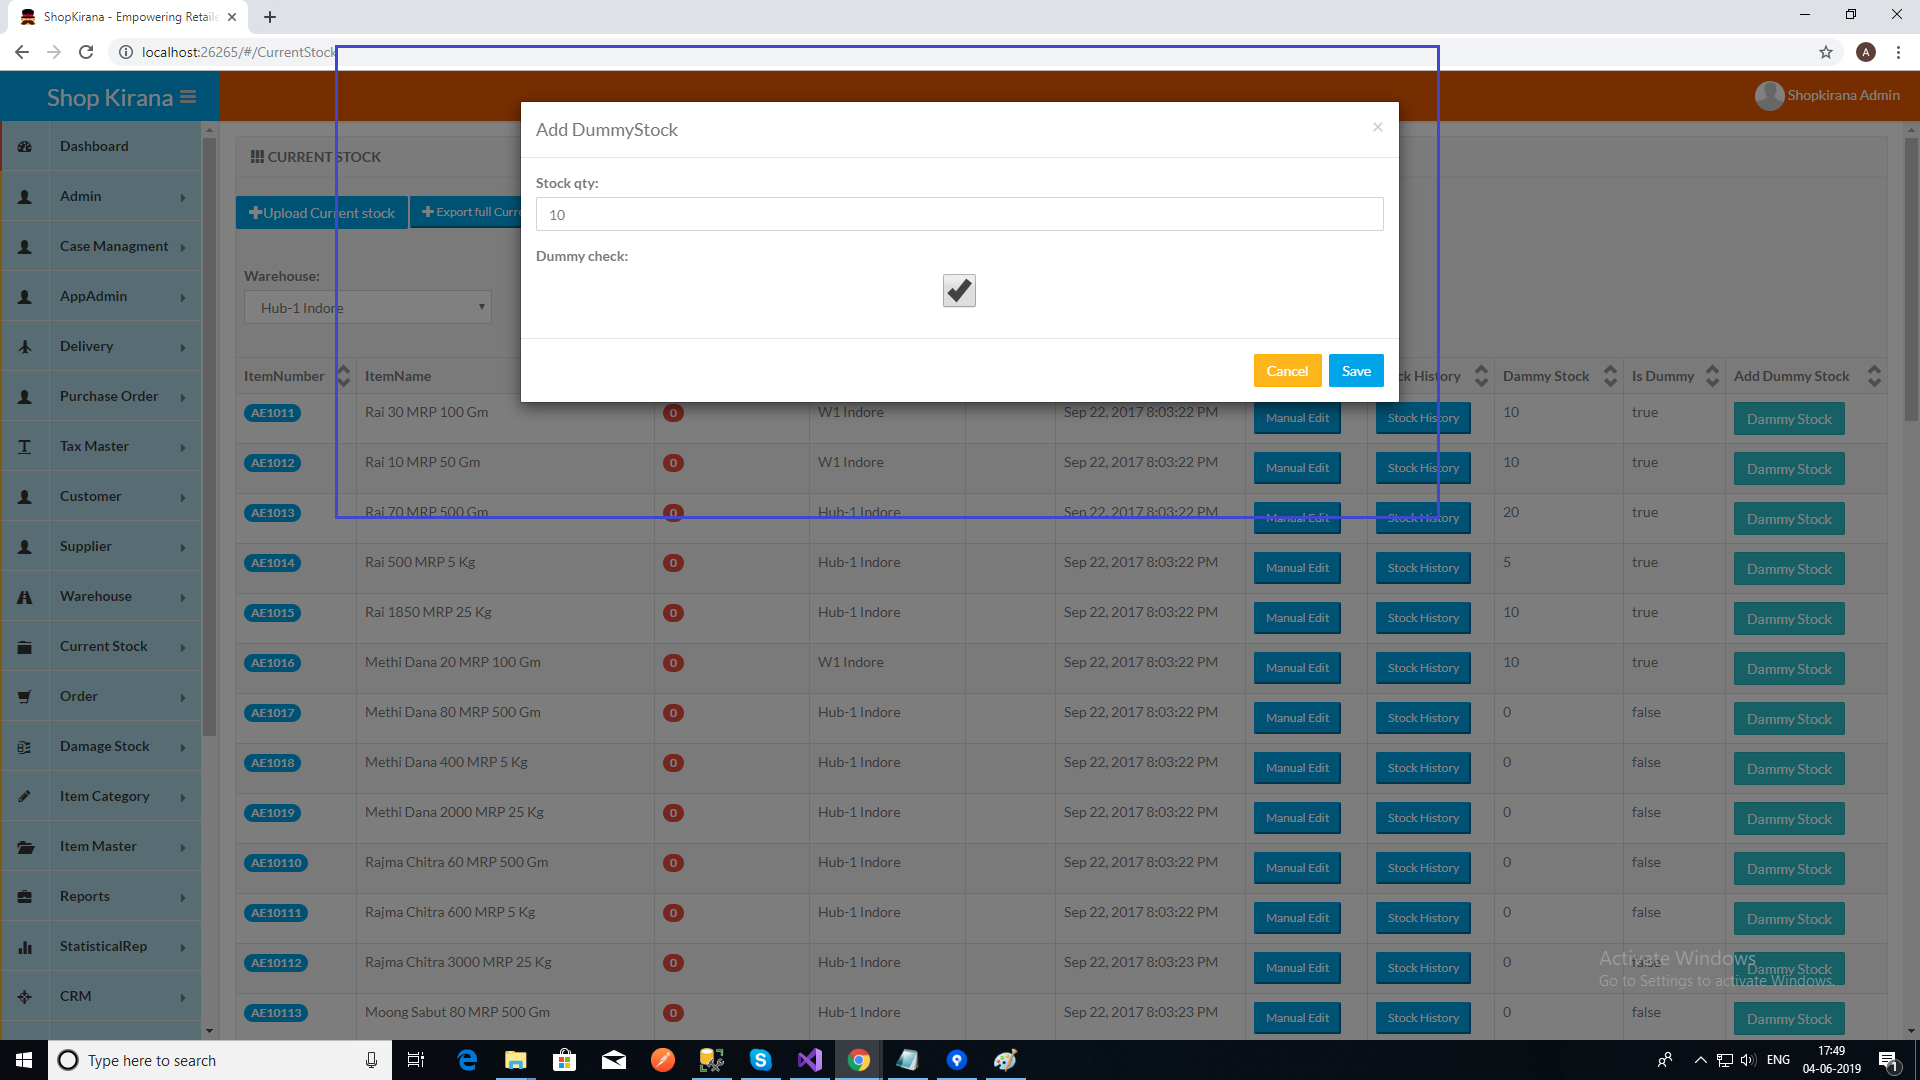 ShopKirana - Empowering Retaile
localhost:26265/#/CurrentStock
A
Shop Kirana
Shopkirana Admin
Dashboard
Admin
Case Managment
AppAdmin
Delivery
Purchase Order
Tax Master
Customer
Supplier
Warehouse
Current Stock
Order
Damage Stock
Item Category
Item Master
Reports
StatisticalRep
CRM
CURRENT STOCK
Upload Current stock
Export full Curre
Warehouse:
Hub-1 Indore
Add DummyStock
×
Stock qty:
10
Dummy check:
Cancel Save
ItemNumber ItemName ck History Dammy Stock Is Dummy Add Dummy Stock
AE1011 Rai 30 MRP 100 Gm 0 W1 Indore Sep 22, 2017 8:03:22 PM Manual Edit Stock History 10 true Dammy Stock
AE1012 Rai 10 MRP 50 Gm 0 W1 Indore Sep 22, 2017 8:03:22 PM Manual Edit Stock History 10 true Dammy Stock
AE1013 Rai 70 MRP 500 Gm 0 Hub-1 Indore Sep 22, 2017 8:03:22 PM Manual Edit Stock History 20 true Dammy Stock
AE1014 Rai 500 MRP 5 Kg 0 Hub-1 Indore Sep 22, 2017 8:03:22 PM Manual Edit Stock History 5 true Dammy Stock
AE1015 Rai 1850 MRP 25 Kg 0 Hub-1 Indore Sep 22, 2017 8:03:22 PM Manual Edit Stock History 10 true Dammy Stock
AE1016 Methi Dana 20 MRP 100 Gm 0 W1 Indore Sep 22, 2017 8:03:22 PM Manual Edit Stock History 10 true Dammy Stock
AE1017 Methi Dana 80 MRP 500 Gm 0 Hub-1 Indore Sep 22, 2017 8:03:22 PM Manual Edit Stock History 0 false Dammy Stock
AE1018 Methi Dana 400 MRP 5 Kg 0 Hub-1 Indore Sep 22, 2017 8:03:22 PM Manual Edit Stock History 0 false Dammy Stock
AE1019 Methi Dana 2000 MRP 25 Kg 0 Hub-1 Indore Sep 22, 2017 8:03:22 PM Manual Edit Stock History 0 false Dammy Stock
AE10110 Rajma Chitra 60 MRP 500 Gm 0 Hub-1 Indore Sep 22, 2017 8:03:22 PM Manual Edit Stock History 0 false Dammy Stock
AE10111 Rajma Chitra 600 MRP 5 Kg 0 Hub-1 Indore Sep 22, 2017 8:03:22 PM Manual Edit Stock History 0 false Dammy Stock
AE10112 Rajma Chitra 3000 MRP 25 Kg 0 Hub-1 Indore Sep 22, 2017 8:03:23 PM Manual Edit Stock History 0 false Dammy Stock
AE10113 Moong Sabut 80 MRP 500 Gm 0 Hub-1 Indore Sep 22, 2017 8:03:23 PM Manual Edit Stock History 0 false Dammy Stock
Activate Windows
Go to Settings to activate Windows.
Type here to search
ENG
17:49
04-06-2019
1